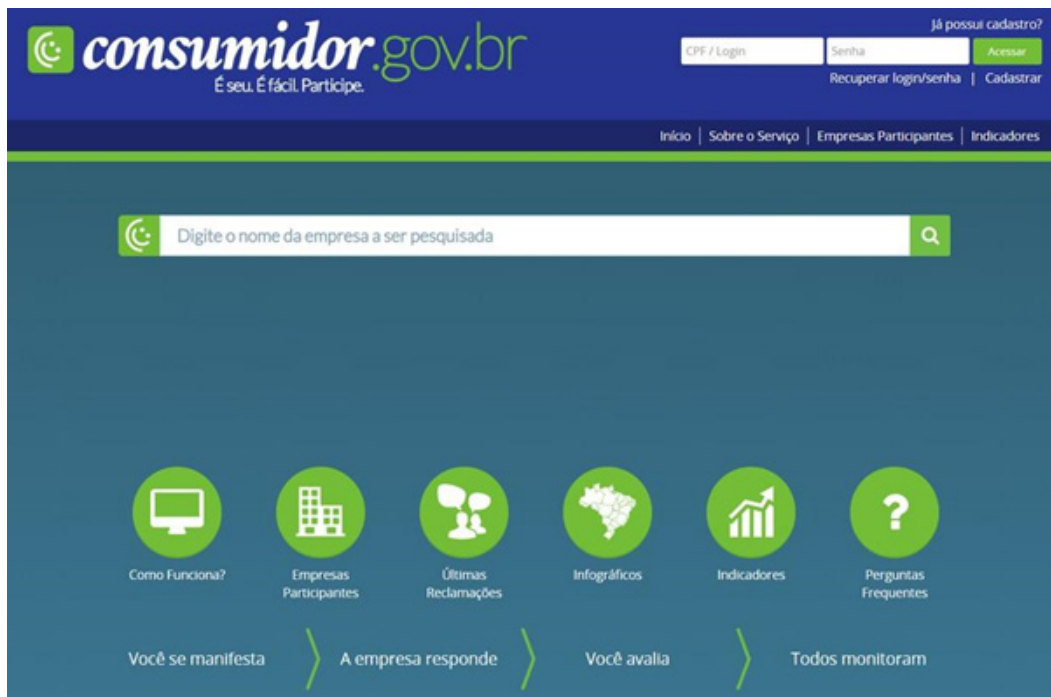 consumidor.gov.br
É seu. É fácil. Participe.
Já possui cadastro?
CPF / Login Senha Acessar
Recuperar login/senha | Cadastrar
Início | Sobre o Serviço | Empresas Participantes | Indicadores
Digite o nome da empresa a ser pesquisada
?
Como Funciona?
Empresas
Participantes
Últimas
Reclamações
Infográficos
Indicadores
Perguntas
Frequentes
Você se manifesta
A empresa responde
Você avalia
Todos monitoram